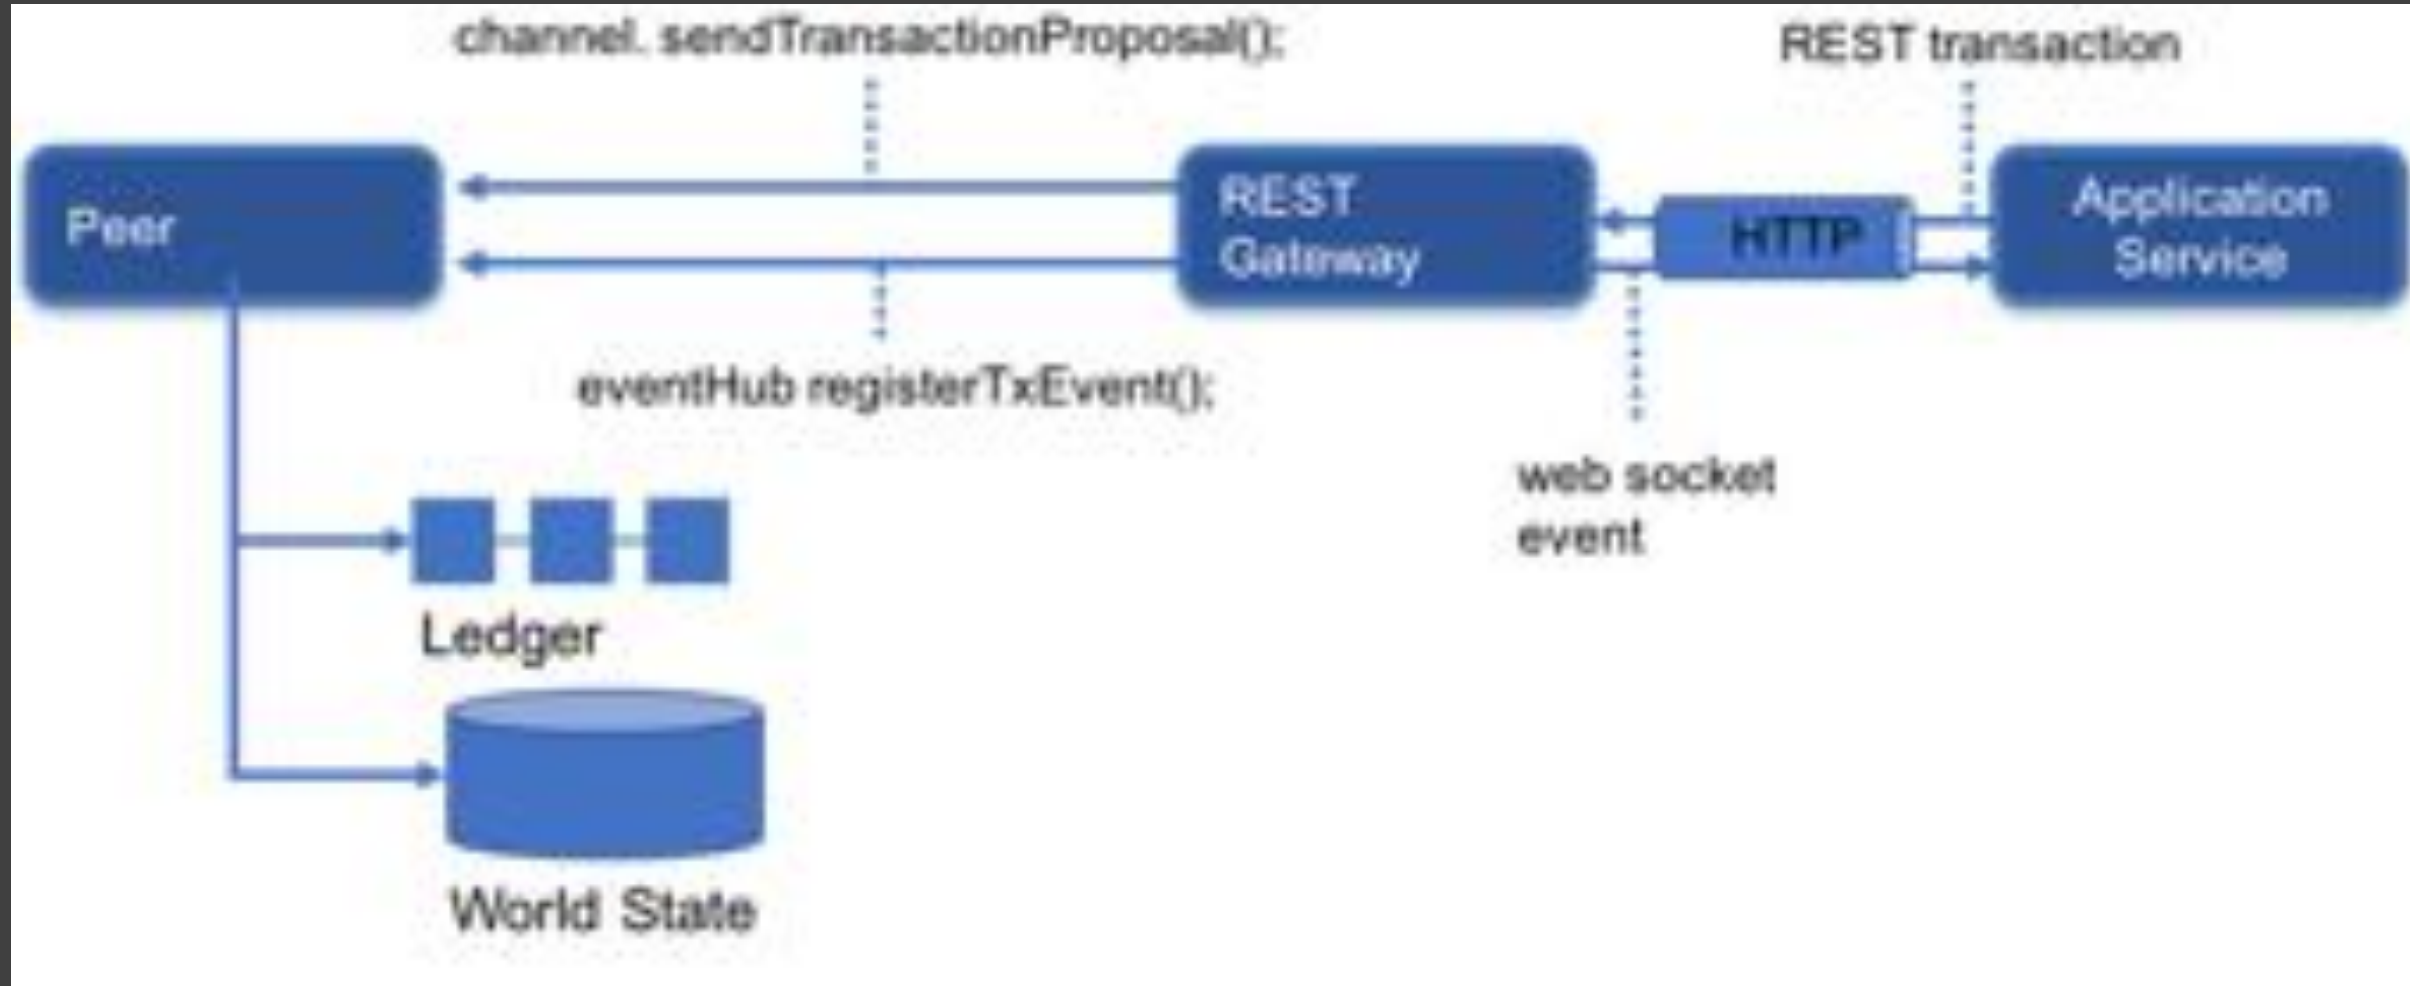 channel. sendTransactionProposal();
REST transaction
Peer
REST
Gateway
HTTP
Application
Service
eventHub registerTxEvent();
web socket
event
Ledger
World State